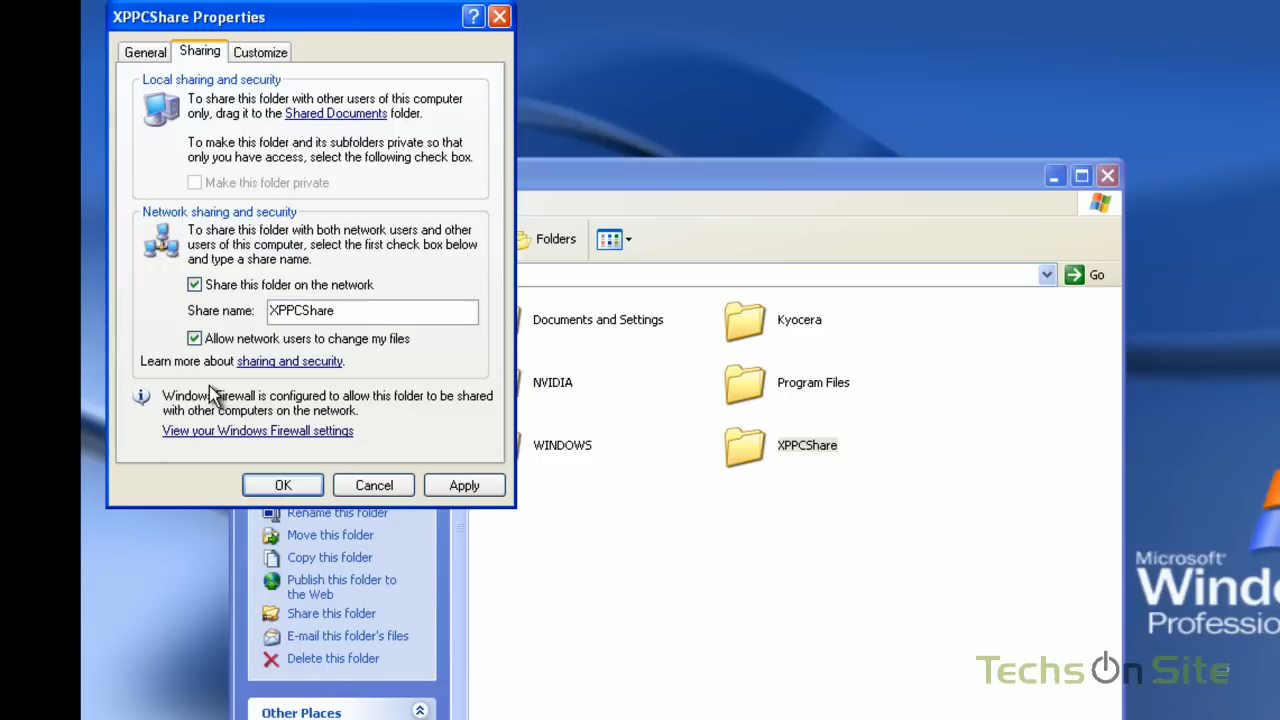 XPPCShare Properties
General
Sharing
Customize
Local sharing and security
To share this folder with other users of this computer
only, drag it to the Shared Documents folder.
To make this folder and its subfolders private so that
only you have access, select the following check box.
Make this folder private
Network sharing and security
To share this folder with both network users and other
users of this computer, select the first check box below
and type a share name.
Share this folder on the network
Share name: XPPCShare
Allow network users to change my files
Learn more about sharing and security.
Windows Firewall is configured to allow this folder to be shared
with other computers on the network.
View your Windows Firewall settings
OK
Cancel
Apply
Folders
Go
Documents and Settings
Kyocera
NVIDIA
Program Files
WINDOWS
XPPCShare
Rename this folder
Move this folder
Copy this folder
Publish this folder to
the Web
Share this folder
E-mail this folder's files
Delete this folder
Other Places
Microsoft
Windo
Professio
Techs On Site